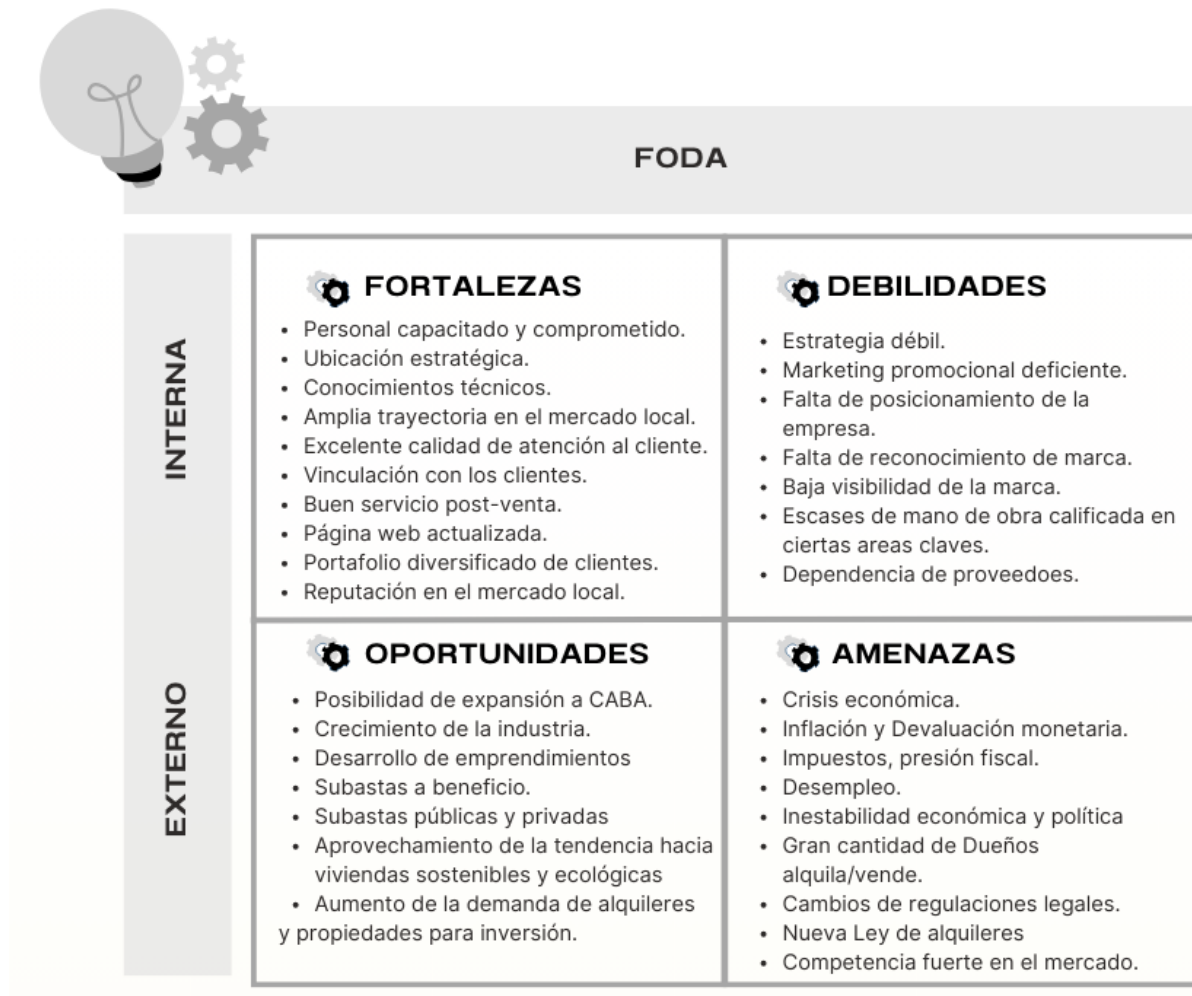 FODA
INTERNA
FORTALEZAS
• Personal capacitado y comprometido.
• Ubicación estratégica.
• Conocimientos técnicos.
• Amplia trayectoria en el mercado local.
• Excelente calidad de atención al cliente.
• Vinculación con los clientes.
• Buen servicio post-venta.
• Página web actualizada.
• Portafolio diversificado de clientes.
• Reputación en el mercado local.
DEBILIDADES
• Estrategia débil.
• Marketing promocional deficiente.
• Falta de posicionamiento de la
empresa.
• Falta de reconocimiento de marca.
• Baja visibilidad de la marca.
• Escases de mano de obra calificada en
ciertas areas claves.
• Dependencia de proveedoes.
EXTERNO
OPORTUNIDADES
• Posibilidad de expansión a CABA.
• Crecimiento de la industria.
• Desarrollo de emprendimientos
• Subastas a beneficio.
• Subastas públicas y privadas
• Aprovechamiento de la tendencia hacia
viviendas sostenibles y ecológicas
• Aumento de la demanda de alquileres
y propiedades para inversión.
AMENAZAS
• Crisis económica.
• Inflación y Devaluación monetaria.
• Impuestos, presión fiscal.
• Desempleo.
• Inestabilidad económica y política
• Gran cantidad de Dueños
alquila/vende.
• Cambios de regulaciones legales.
• Nueva Ley de alquileres
• Competencia fuerte en el mercado.